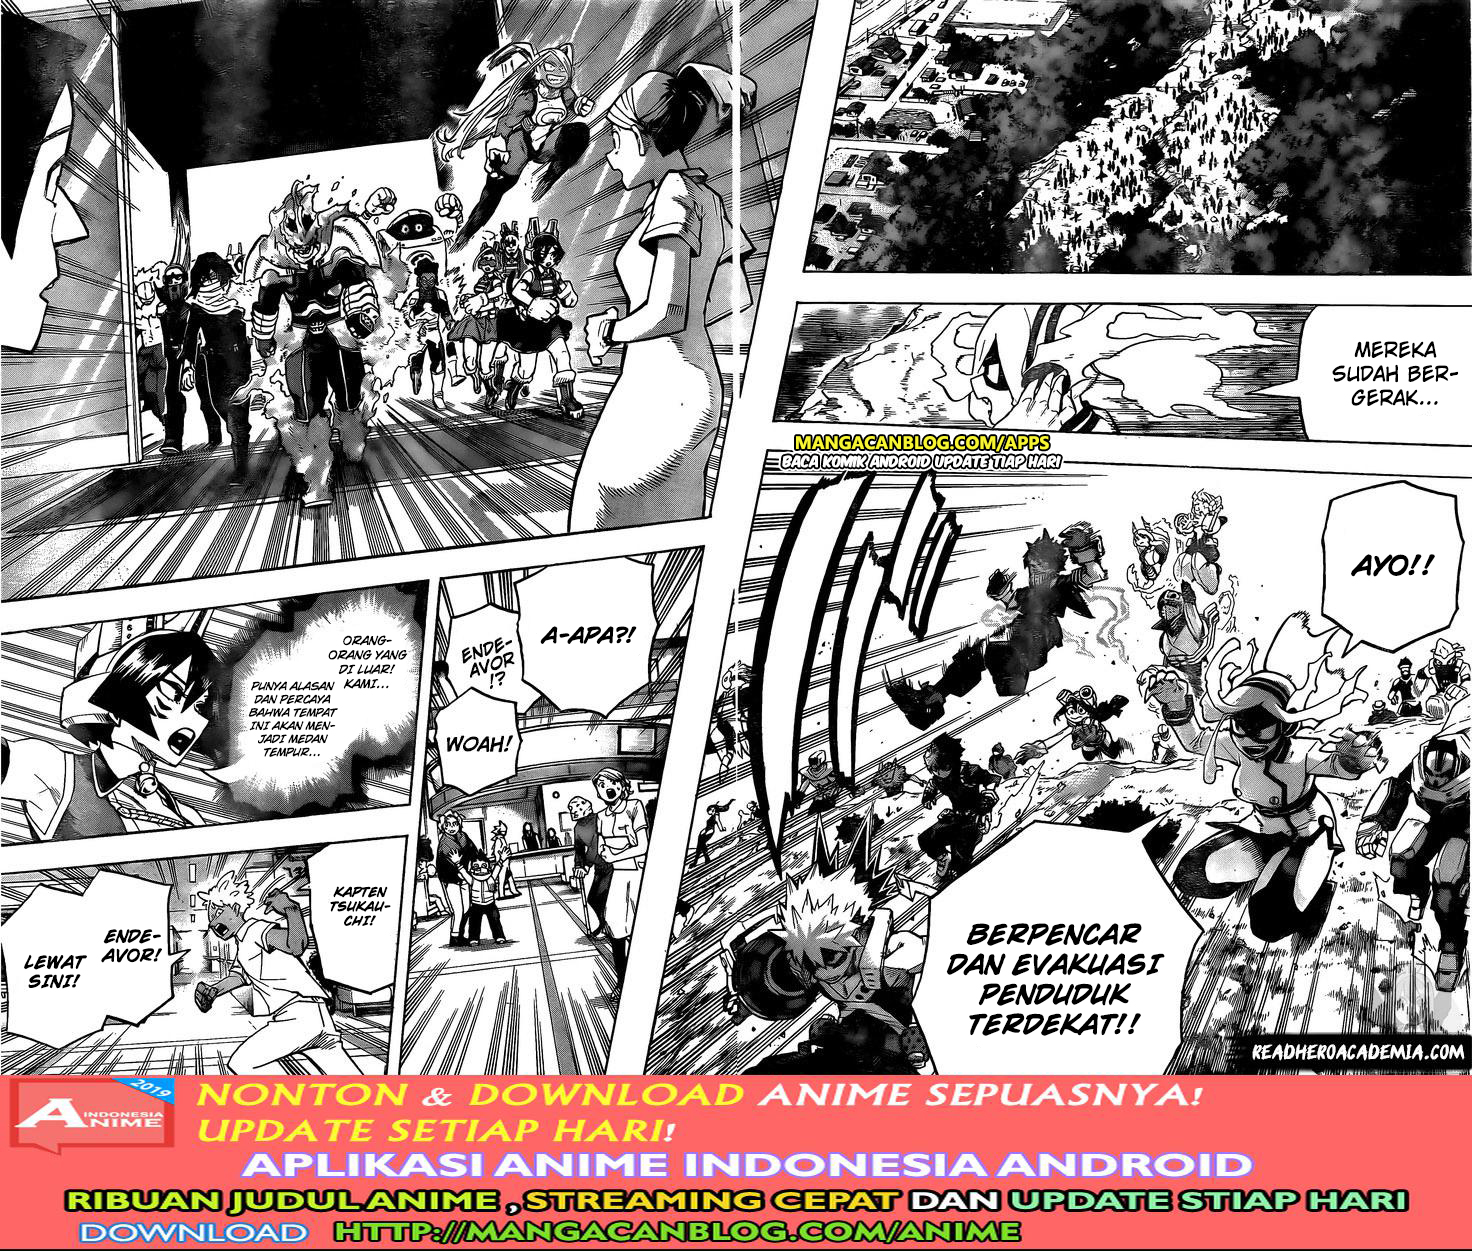 MEREKA
SUDAH BER-
GERAK...
MANGACANBLOG.COM/APPS
BACA KOMIK ANDROID UPDATE TIAP HARI
AYO!!
BERPENCAR
DAN EVAKUASI
PENDUDUK
TERDEKAT!!
READHEROACADEMIA.COM
A-APA?!
ENDE-
AVOR
!?
WOAH!
ORANG-
ORANG YANG
DI LUAR!
KAMI...
PUNYA ALASAN
DAN PERCAYA
BAHWA TEMPAT
INI AKAN MEN-
JADI MEDAN
TEMPUR...
KAPTEN
TSUKAU-
CHI!
ENDE-
AVOR!
LEWAT
SINI!
2019
A INDONESIA
NIME
NONTON & DOWNLOAD ANIME SEPUASNYA!
UPDATE SETIAP HARI!
APLIKASI ANIME INDONESIA ANDROID
RIBUAN JUDUL ANIME , STREAMING CEPAT DAN UPDATE STIAP HARI
DOWNLOAD HTTP://MANGACANBLOG.COM/ANIME